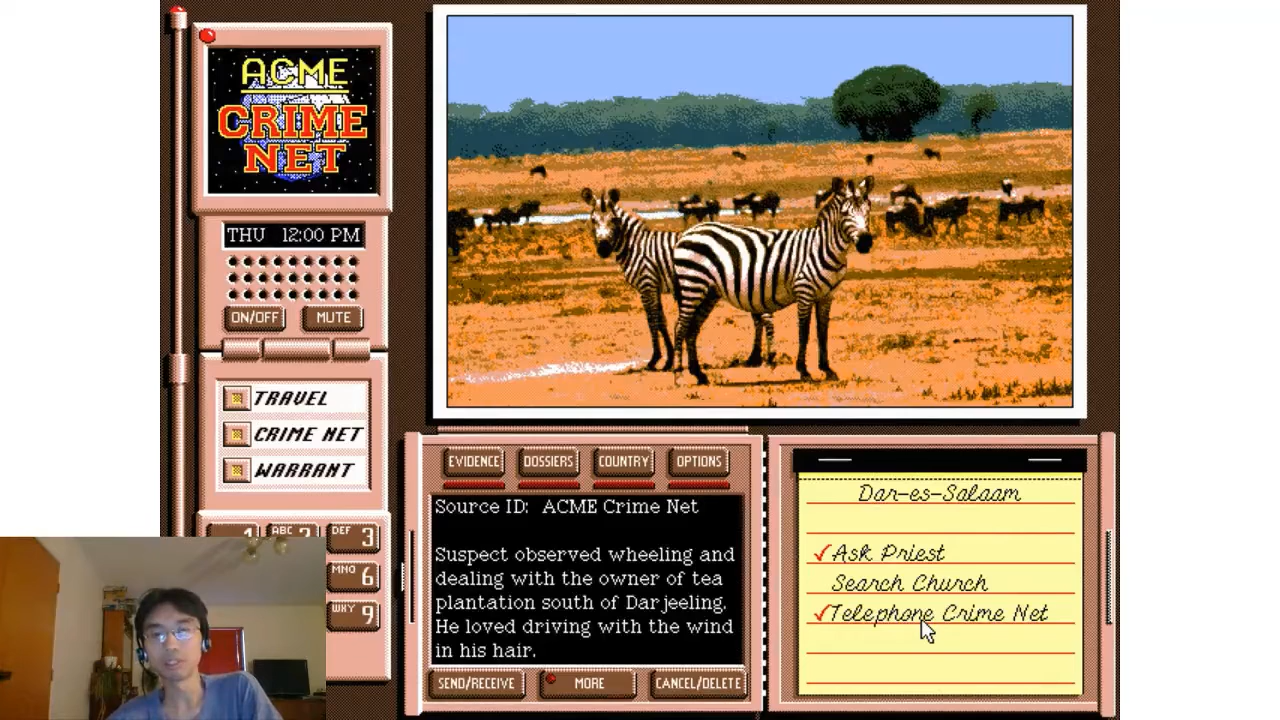 ACME
CRIME
NET
THU 12:00 PM
ON/OFF
MUTE
TRAVEL
CRIME NET
WARRANT
ABC
DEF 3
MNO 6
WXY 9
EVIDENCE
DOSSIERS
COUNTRY
OPTIONS
Source ID: ACME Crime Net
Suspect observed wheeling and
dealing with the owner of tea
plantation south of Darjeeling.
He loved driving with the wind
in his hair.
SEND/RECEIVE
MORE
CANCEL/DELETE
Dar-es-Salaam
Ask Priest
Search Church
Telephone Crime Net